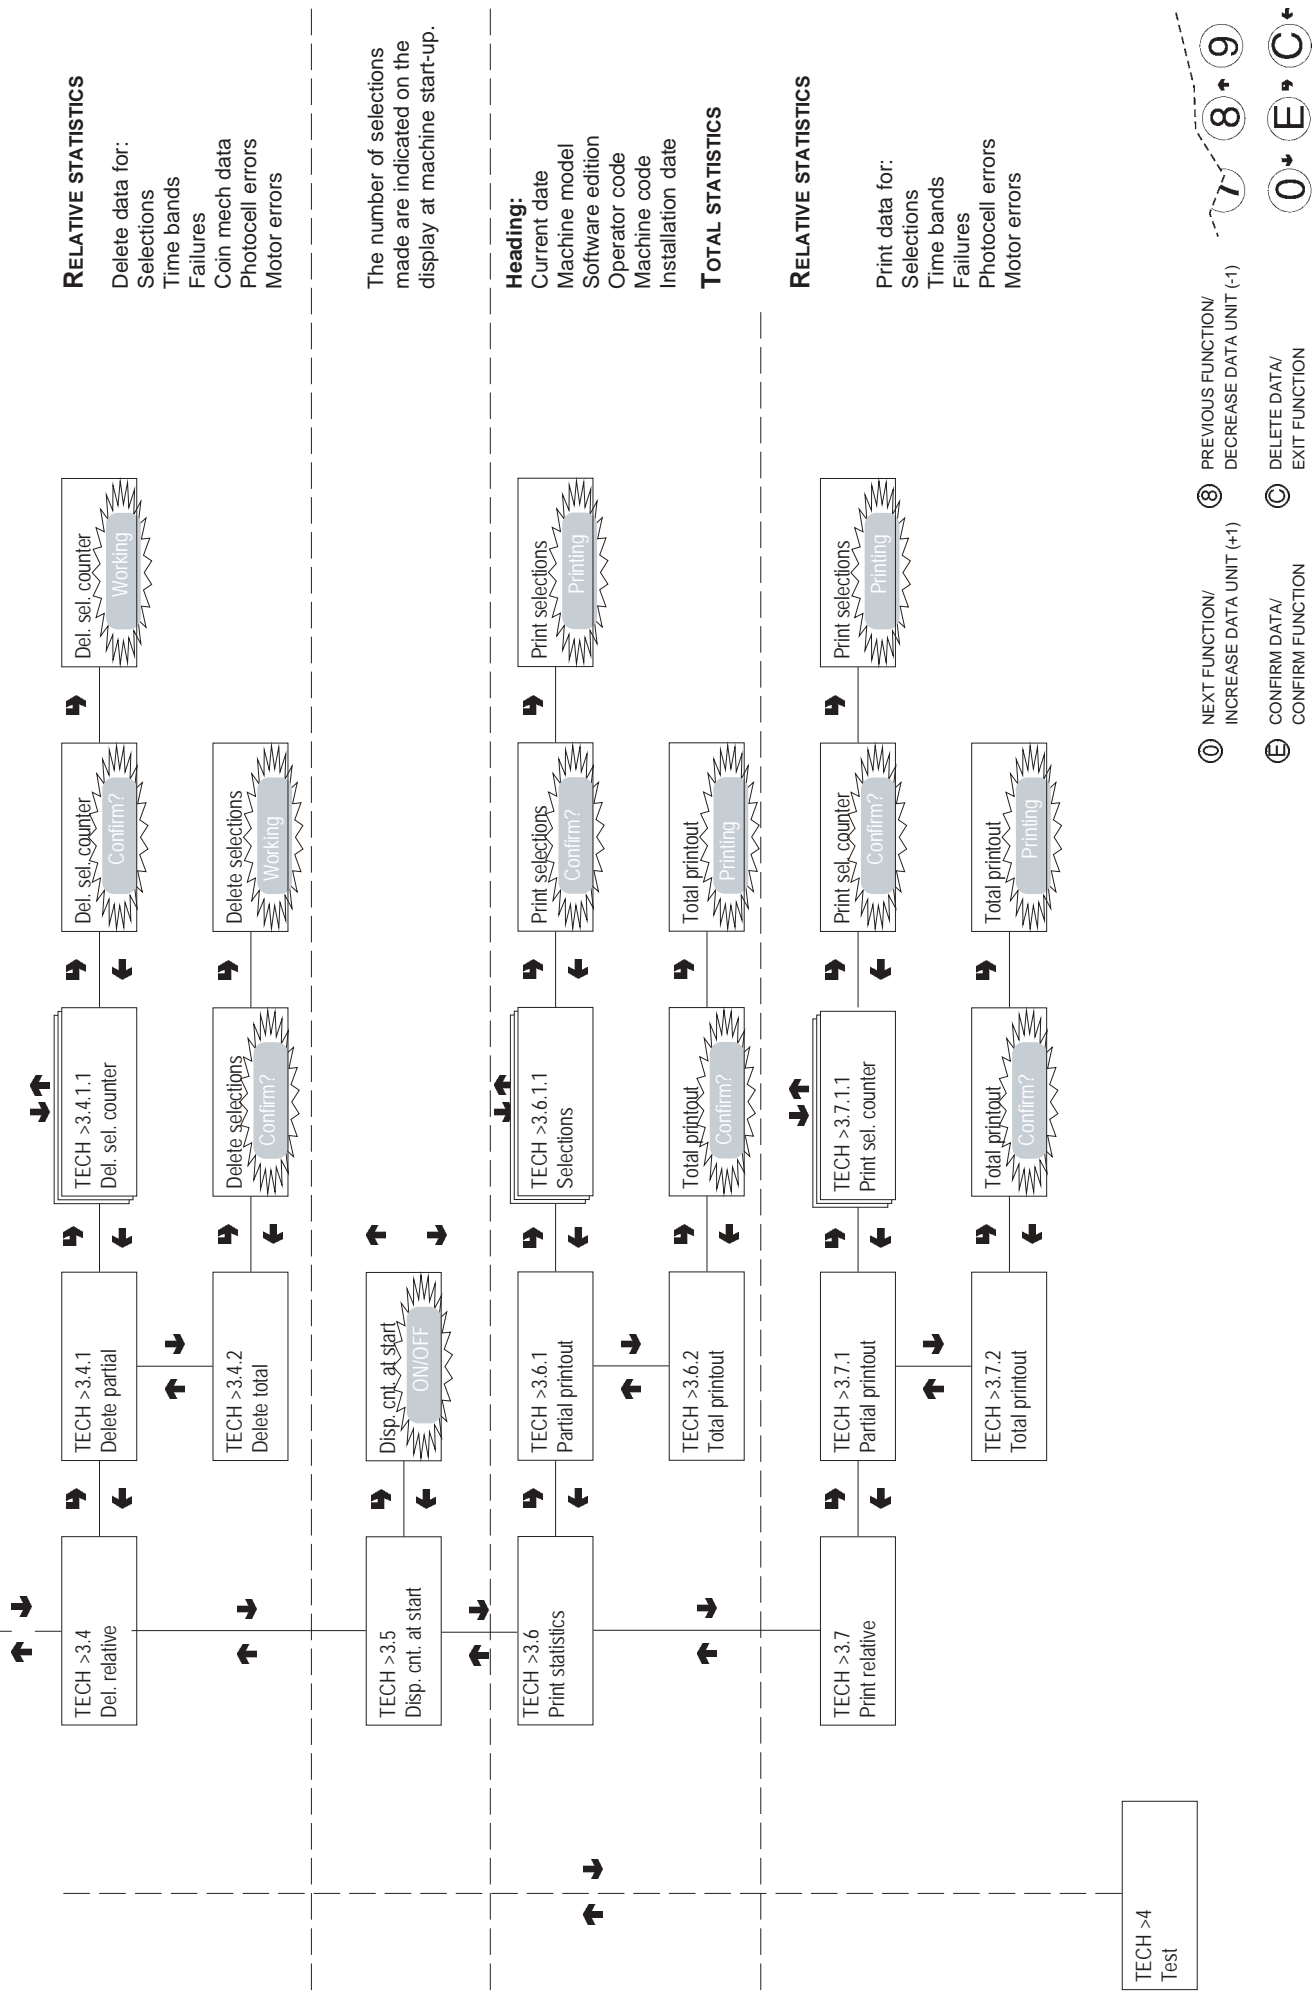 TECH >3.4
Del. relative
TECH >3.4.1
Delete partial
TECH >3.4.1.1
Del. sel. counter
Del. sel. counter
Confirm?
Del. sel. counter
Working
TECH >3.4.2
Delete total
Delete selections
Confirm?
Delete selections
Working
RELATIVE STATISTICS
Delete data for:
Selections
Time bands
Failures
Coin mech data
Photocell errors
Motor errors
TECH >3.5
Disp. cnt. at start
Disp. cnt. at start
ON/OFF
The number of selections
made are indicated on the
display at machine start-up.
TECH >3.6
Print statistics
TECH >3.6.1
Partial printout
TECH >3.6.1.1
Selections
Print selections
Confirm?
Print selections
Printing
TECH >3.6.2
Total printout
Total printout
Confirm?
Total printout
Printing
Heading:
Current date
Machine model
Software edition
Operator code
Machine code
Installation date
TOTAL STATISTICS
TECH >3.7
Print relative
TECH >3.7.1
Partial printout
TECH >3.7.1.1
Print sel. counter
Print sel. counter
Confirm?
Print selections
Printing
TECH >3.7.2
Total printout
Total printout
Confirm?
Total printout
Printing
RELATIVE STATISTICS
Print data for:
Selections
Time bands
Failures
Photocell errors
Motor errors
TECH >4
Test
0 NEXT FUNCTION/
INCREASE DATA UNIT (+1)
8 PREVIOUS FUNCTION/
DECREASE DATA UNIT (-1)
E CONFIRM DATA/
CONFIRM FUNCTION
C DELETE DATA/
EXIT FUNCTION
7 8 9
0 E C